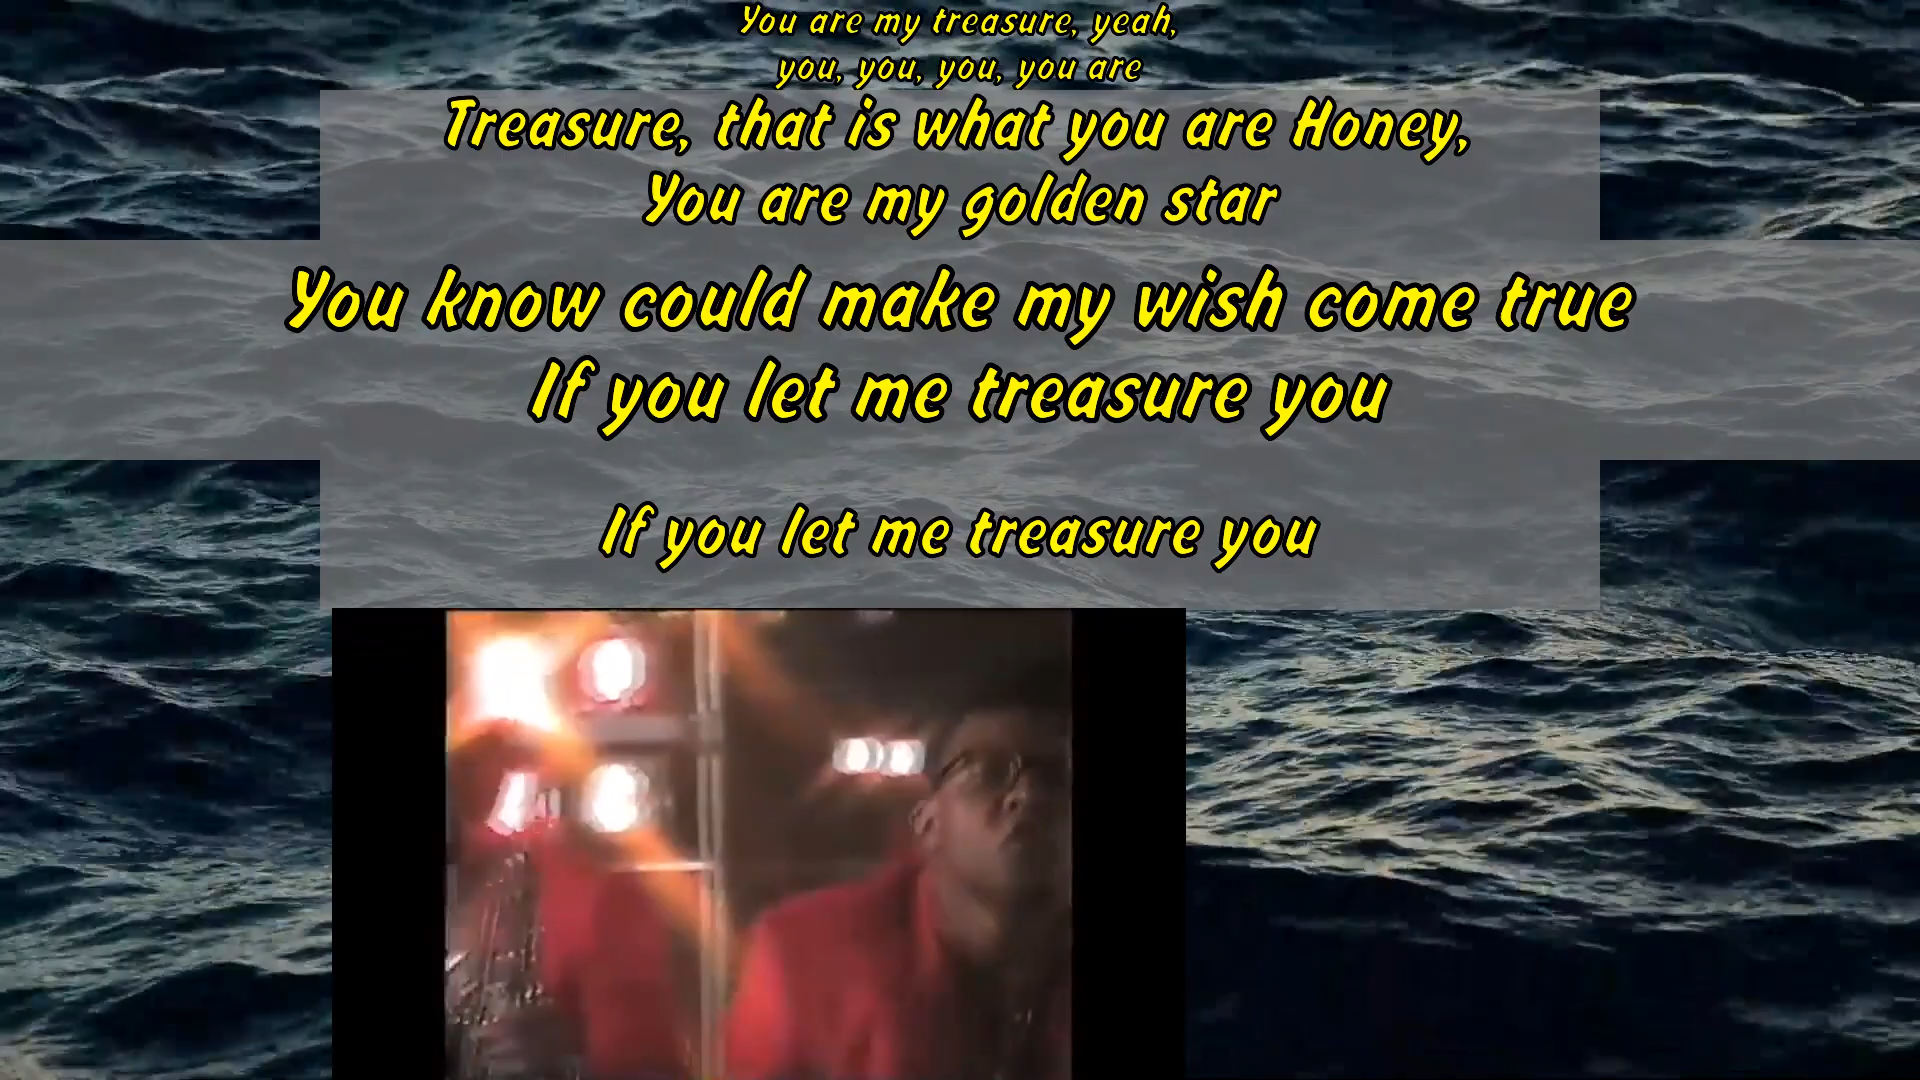 You are my treasure, yeah,
you, you, you, you are
Treasure, that is what you are Honey,
You are my golden star
You know could make my wish come true
If you let me treasure you
If you let me treasure you